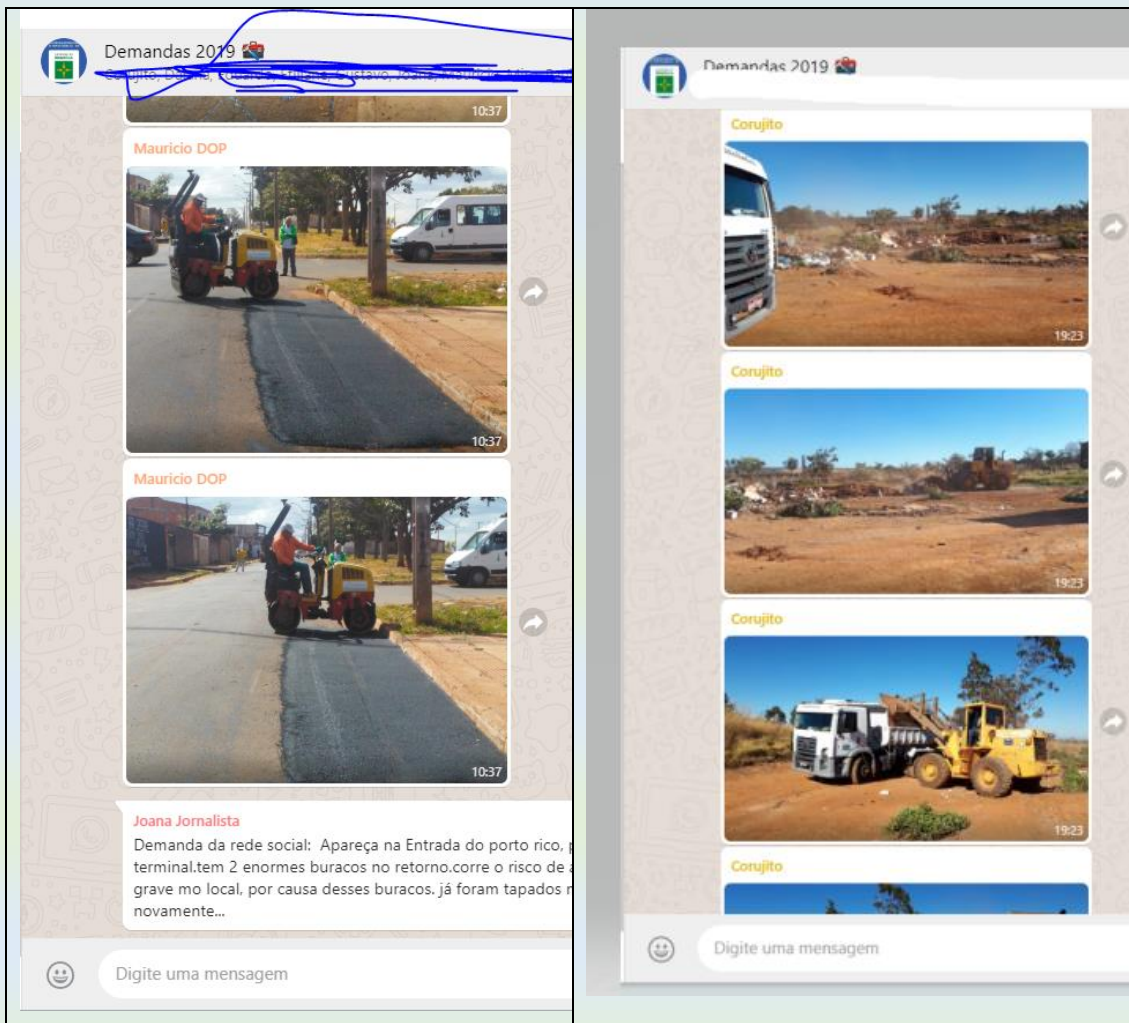 Demandas 2019
10:37
Mauricio DOP
10:37
Mauricio DOP
10:37
Joana Jornalista
Demanda da rede social: Apareça na Entrada do porto rico,
terminal.tem 2 enormes buracos no retorno.corre o risco de
grave mo local, por causa desses buracos. já foram tapados
novamente...
Digite uma mensagem
Demandas 2019
Corujito
19:23
Corujito
19:23
Corujito
19:23
Corujito
Digite uma mensagem